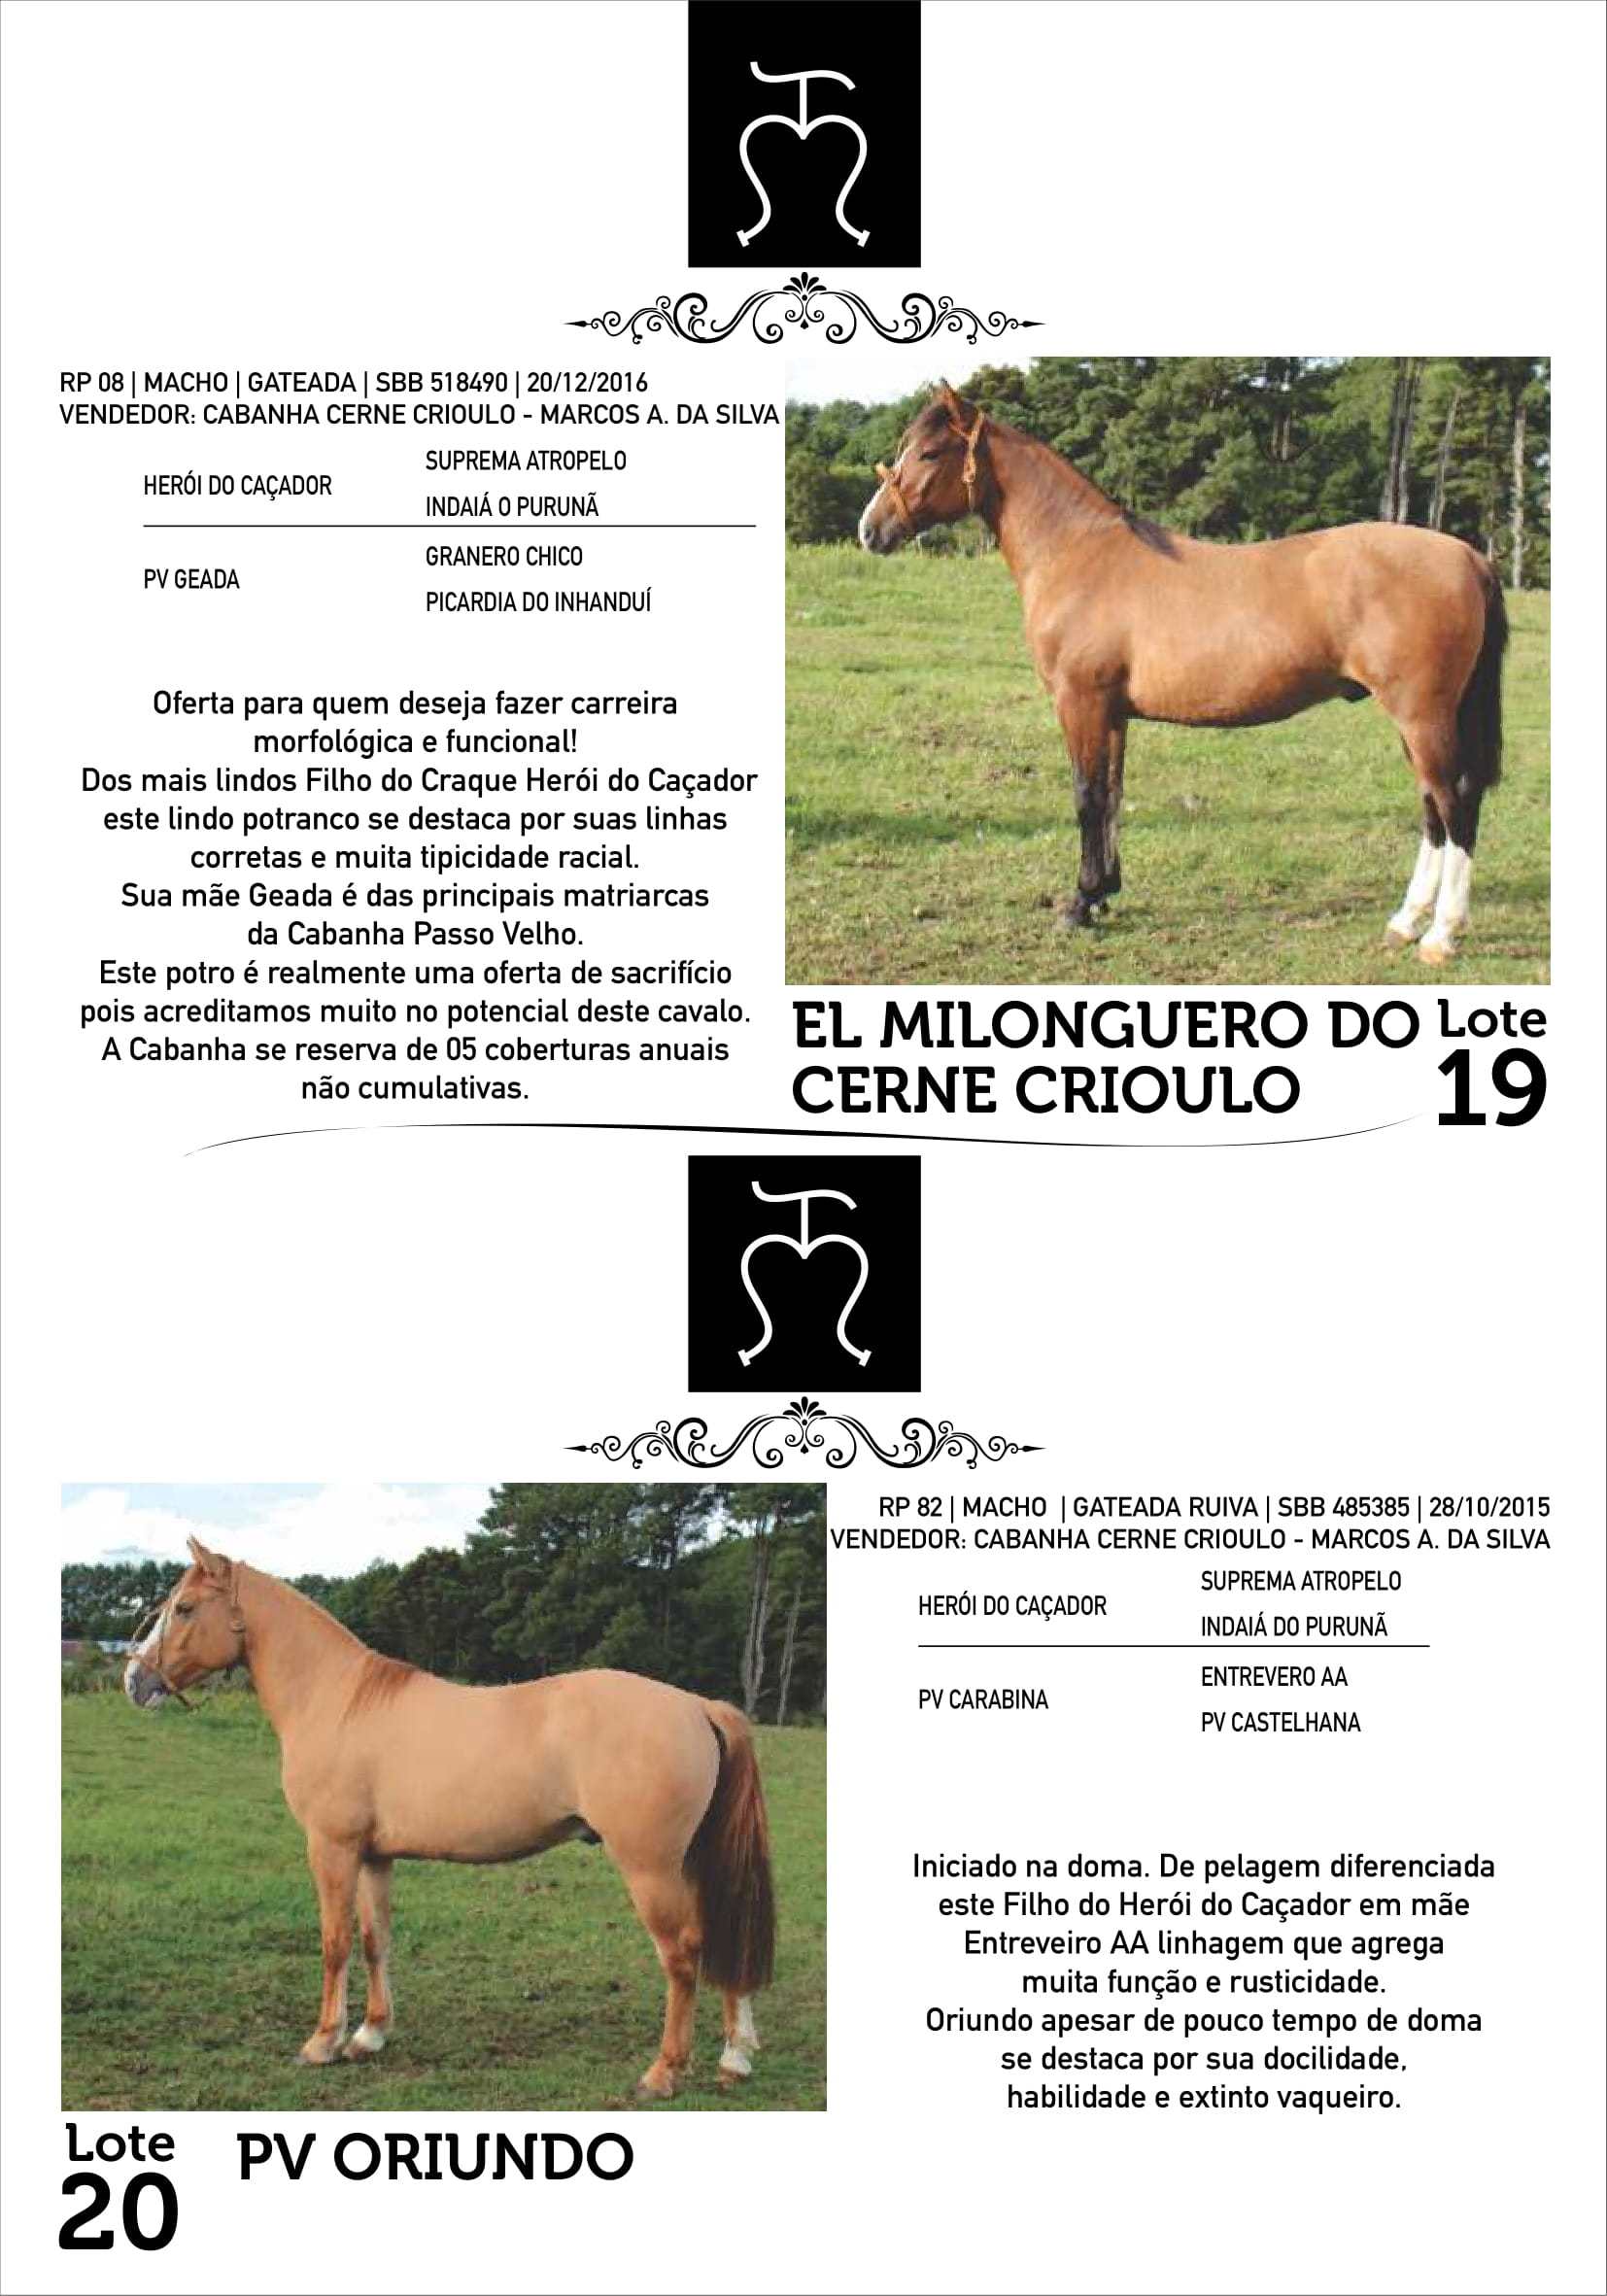 RP 08 | MACHO | GATEADA | SBB 518490 | 20/12/2016
VENDEDOR: CABANHA CERNE CRIOULO - MARCOS A. DA SILVA
SUPREMA ATROPELO
HERÓI DO CAÇADOR
INDAIÁ O PURUNÃ
GRANERO CHICO
PV GEADA
PICARDIA DO INHANDUÍ
Oferta para quem deseja fazer carreira
morfológica e funcional!
Dos mais lindos Filho do Craque Herói do Caçador
este lindo potranco se destaca por suas linhas
corretas e muita tipicidade racial.
Sua mãe Geada é das principais matriarcas
da Cabanha Passo Velho.
Este potro é realmente uma oferta de sacrifício
pois acreditamos muito no potencial deste cavalo.
A Cabanha se reserva de 05 coberturas anuais
não cumulativas.
EL MILONGUERO DO
CERNE CRIOULO
Lote
19
RP 82 | MACHO | GATEADA RUIVA | SBB 485385 | 28/10/2015
VENDEDOR: CABANHA CERNE CRIOULO - MARCOS A. DA SILVA
SUPREMA ATROPELO
HERÓI DO CAÇADOR
INDAIÁ DO PURUNÃ
ENTREVERO AA
PV CARABINA
PV CASTELHANA
Iniciado na doma. De pelagem diferenciada
este Filho do Herói do Caçador em mãe
Entreveiro AA linhagem que agrega
muita função e rusticidade.
Oriundo apesar de pouco tempo de doma
se destaca por sua docilidade,
habilidade e extinto vaqueiro.
Lote
20
PV ORIUNDO